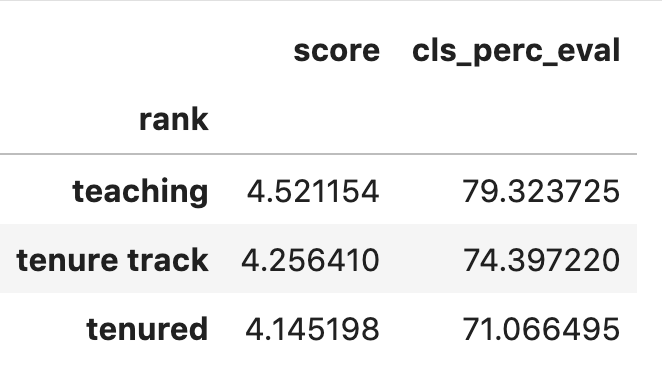 score cls_perc_eval
rank
teaching 4.521154 79.323725
tenure track 4.256410 74.397220
tenured 4.145198 71.066495